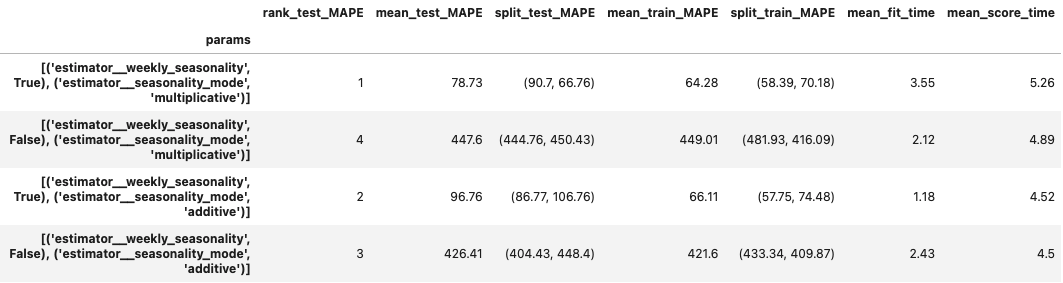 rank_test_MAPE mean_test_MAPE split_test_MAPE mean_train_MAPE split_train_MAPE mean_fit_time mean_score_time
params
[('estimator__weekly_seasonality',
True), ('estimator__seasonality_mode', 1 78.73 (90.7, 66.76) 64.28 (58.39, 70.18) 3.55 5.26
'multiplicative')]
[('estimator__weekly_seasonality',
False), ('estimator__seasonality_mode', 4 447.6 (444.76, 450.43) 449.01 (481.93, 416.09) 2.12 4.89
'multiplicative')]
[('estimator__weekly_seasonality',
True), ('estimator__seasonality_mode', 2 96.76 (86.77, 106.76) 66.11 (57.75, 74.48) 1.18 4.52
'additive')]
[('estimator__weekly_seasonality',
False), ('estimator__seasonality_mode', 3 426.41 (404.43, 448.4) 421.6 (433.34, 409.87) 2.43 4.5
'additive')]